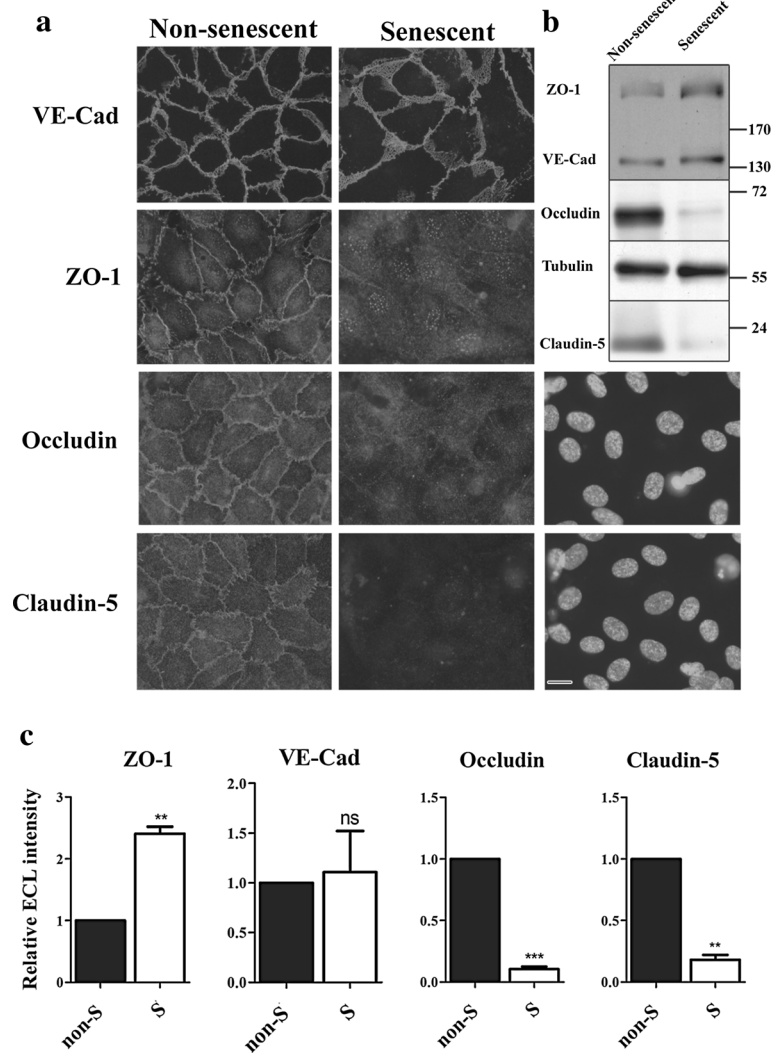 a
Non-senescent
Senescent
VE-Cad
ZO-1
Occludin
Claudin-5
b
Non-senescent
Senescent
ZO-1
170
VE-Cad
130
72
Occludin
Tubulin
55
24
Claudin-5
c
Relative ECL intensity
ZO-1
3
2
1
0
**
non-S
S
VE-Cad
2.0
1.5
1.0
0.5
0.0
ns
non-S
S
Occludin
1.5
1.0
0.5
0.0
***
non-S
S
Claudin-5
1.5
1.0
0.5
0.0
**
non-S
S